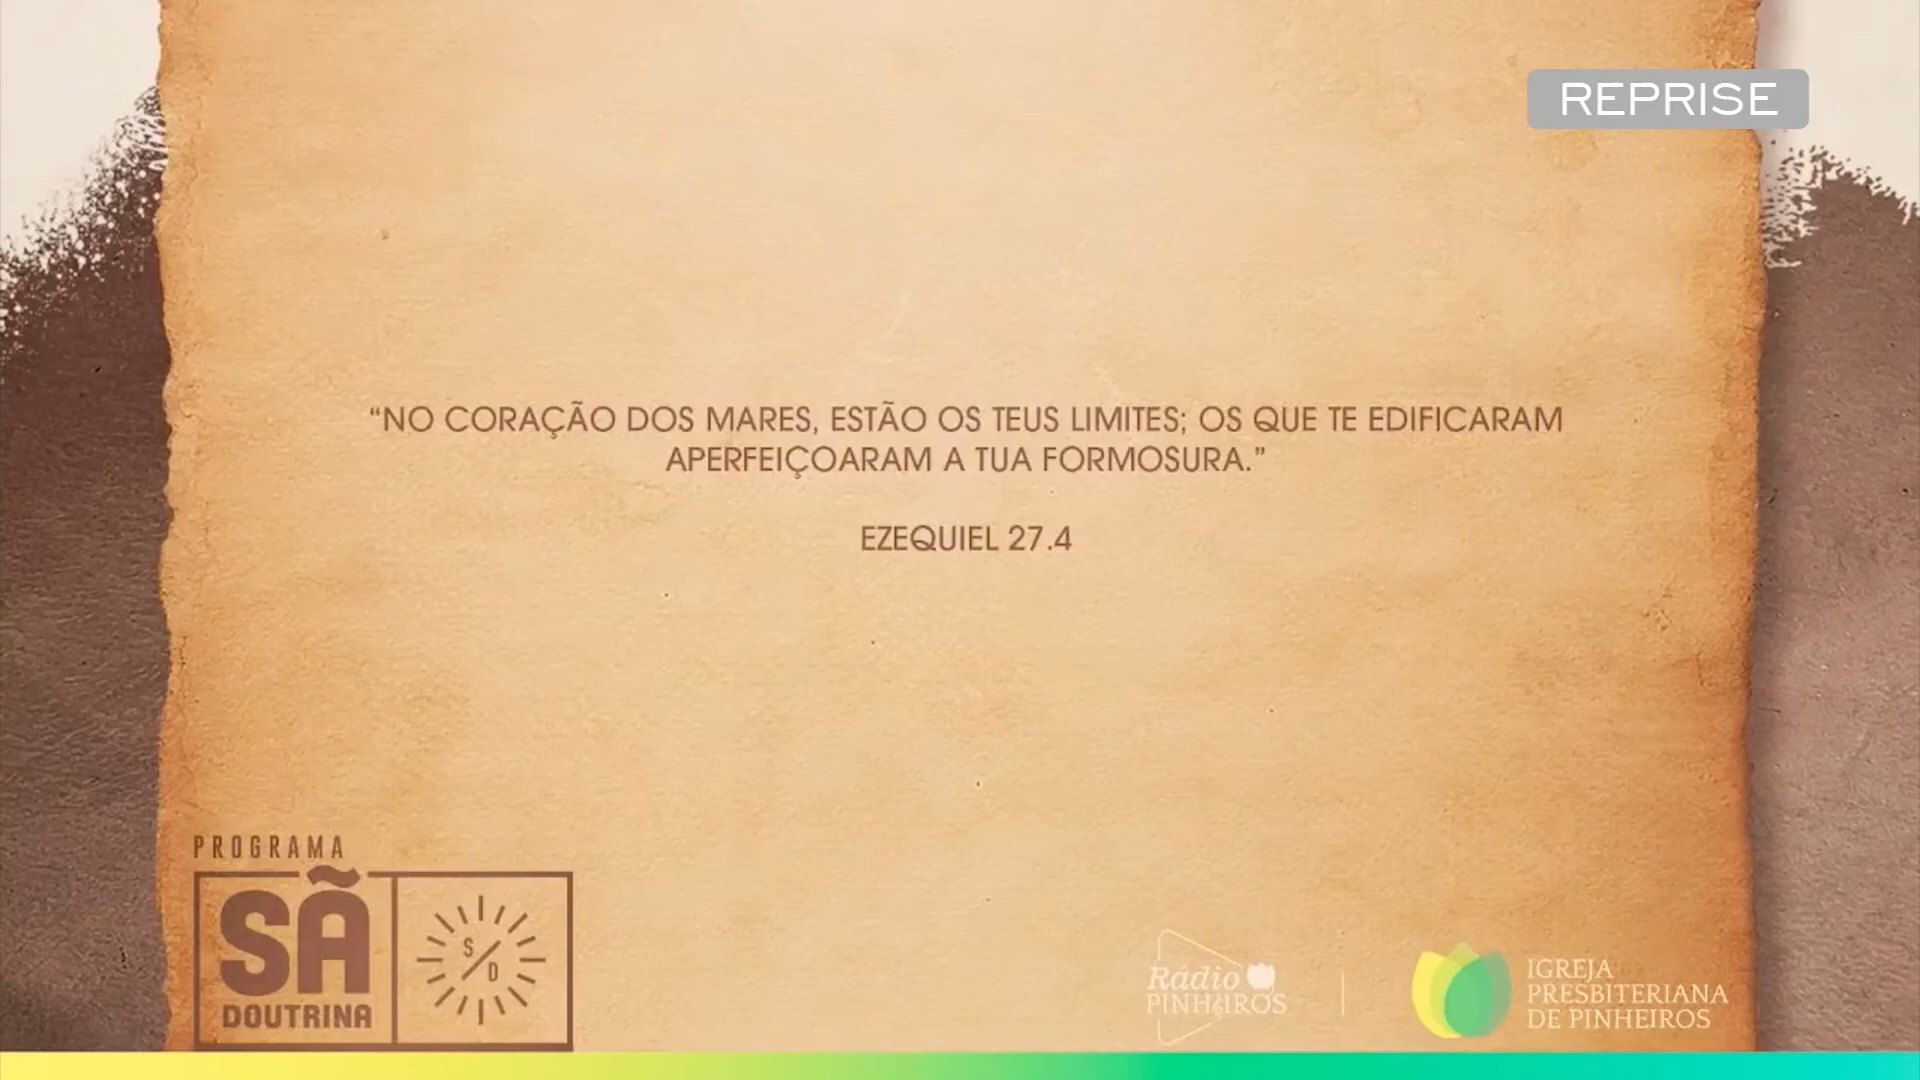 REPRISE
“NO CORAÇÃO DOS MARES, ESTÃO OS TEUS LIMITES; OS QUE TE EDIFICARAM
APERFEIÇOARAM A TUA FORMOSURA.”
EZEQUIEL 27.4
PROGRAMA
SÃ
DOUTRINA
S/D
Rádio
PINHEIROS
IGREJA
PRESBITERIANA
DE PINHEIROS